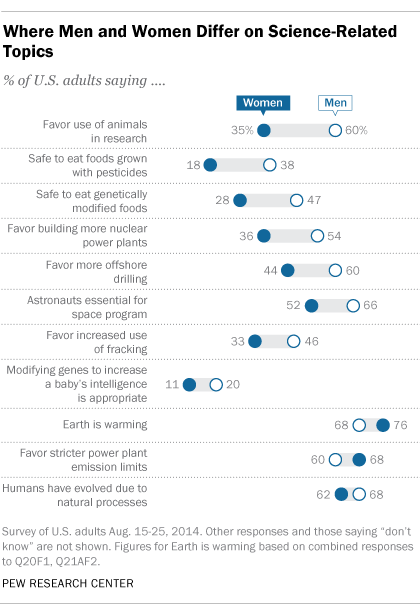 Where Men and Women Differ on Science-Related
Topics
% of U.S. adults saying ....
Women Men
Favor use of animals
in research
35% 60%
Safe to eat foods grown
with pesticides
18 38
Safe to eat genetically
modified foods
28 47
Favor building more nuclear
power plants
36 54
Favor more offshore
drilling
44 60
Astronauts essential for
space program
52 66
Favor increased use
of fracking
33 46
Modifying genes to increase
a baby's intelligence
is appropriate
11 20
Earth is warming
68 76
Favor stricter power plant
emission limits
60 68
Humans have evolved due to
natural processes
62 68
Survey of U.S. adults Aug. 15-25, 2014. Other responses and those saying “don't
know” are not shown. Figures for Earth is warming based on combined responses
to Q20F1, Q21AF2.
PEW RESEARCH CENTER